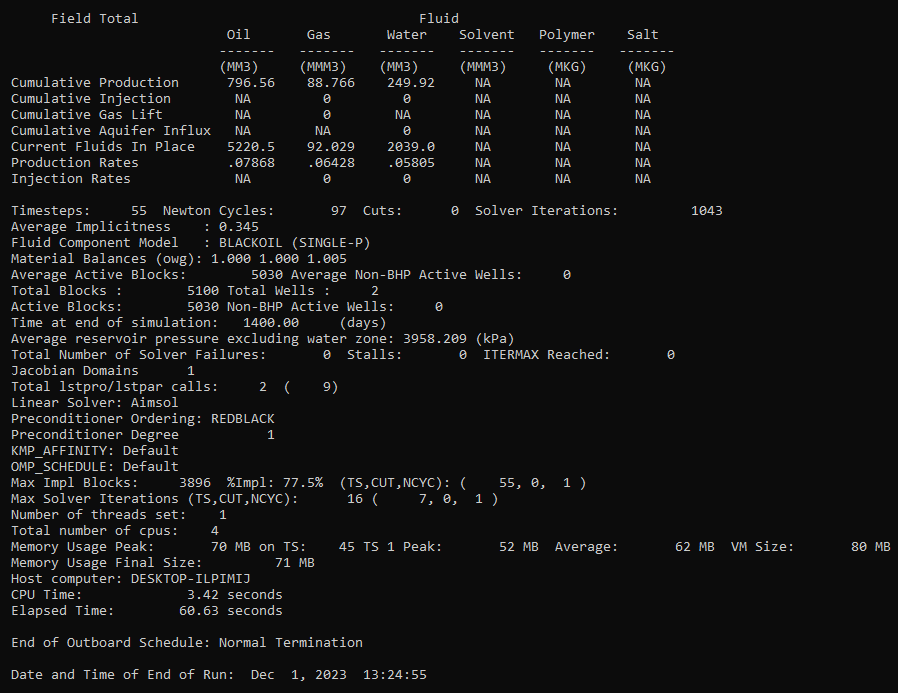 Field Total Fluid
Oil Gas Water Solvent Polymer Salt
------- ------- ------- ------- ------- -------
(MM3) (MMM3) (MM3) (MMM3) (MKG) (MKG)
Cumulative Production 796.56 88.766 249.92 NA NA NA
Cumulative Injection NA 0 0 NA NA NA
Cumulative Gas Lift NA 0 NA NA NA NA
Cumulative Aquifer Influx NA NA 0 NA NA NA
Current Fluids In Place 5220.5 92.029 2039.0 NA NA NA
Production Rates .07868 .06428 .05805 NA NA NA
Injection Rates NA 0 0 NA NA NA
Timesteps: 55 Newton Cycles: 97 Cuts: 0 Solver Iterations: 1043
Average Implicitness : 0.345
Fluid Component Model : BLACKOIL (SINGLE-P)
Material Balances (owg): 1.000 1.000 1.005
Average Active Blocks: 5030 Average Non-BHP Active Wells: 0
Total Blocks : 5100 Total Wells : 2
Active Blocks: 5030 Non-BHP Active Wells: 0
Time at end of simulation: 1400.00 (days)
Average reservoir pressure excluding water zone: 3958.209 (kPa)
Total Number of Solver Failures: 0 Stalls: 0 ITERMAX Reached: 0
Jacobian Domains 1
Total lstpro/lstpar calls: 2 ( 9)
Linear Solver: Aimsol
Preconditioner Ordering: REDBLACK
Preconditioner Degree 1
KMP_AFFINITY: Default
OMP_SCHEDULE: Default
Max Impl Blocks: 3896 %Impl: 77.5% (TS,CUT,NCYC): ( 55, 0, 1 )
Max Solver Iterations (TS,CUT,NCYC): 16 ( 7, 0, 1 )
Number of threads set: 1
Total number of cpus: 4
Memory Usage Peak: 70 MB on TS: 45 TS 1 Peak: 52 MB Average: 62 MB VM Size: 80 MB
Memory Usage Final Size: 71 MB
Host computer: DESKTOP-ILPIMIJ
CPU Time: 3.42 seconds
Elapsed Time: 60.63 seconds
End of Outboard Schedule: Normal Termination
Date and Time of End of Run: Dec 1, 2023 13:24:55